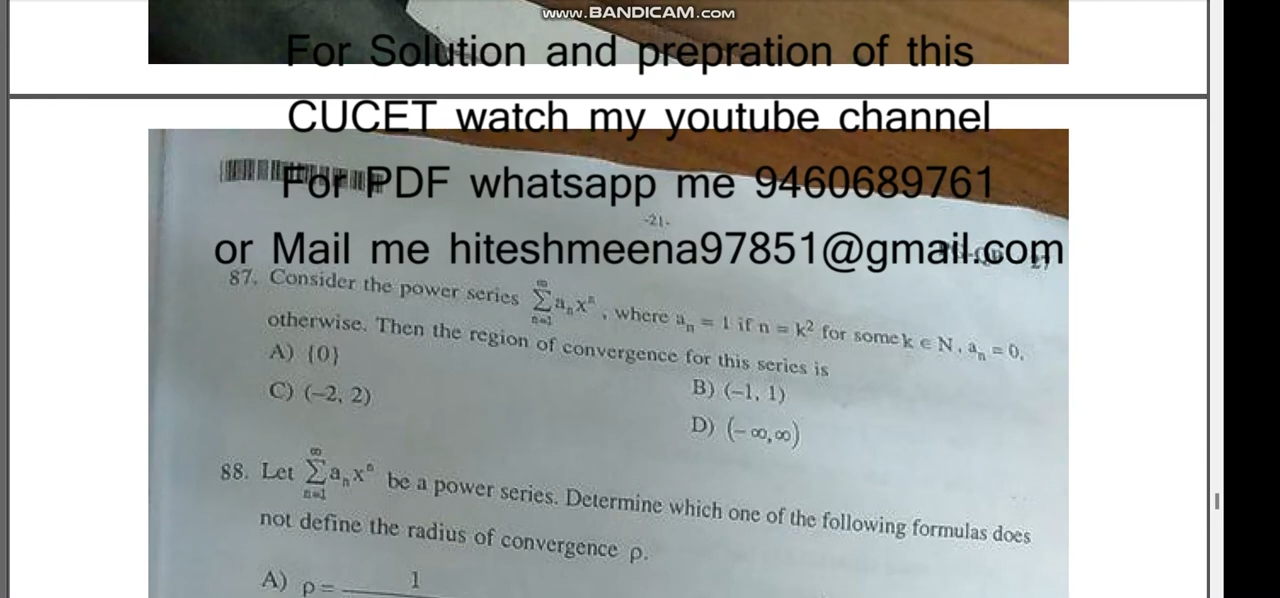 www.BANDICAM.com
For Solution and prepration of this
CUCET watch my youtube channel
For PDF whatsapp me 9460689761
-21-
or Mail me hiteshmeena97851@gmail.com
27
87. Consider the power series ∞ Σ n=1 aₙxⁿ , where aₙ = 1 if n = k² for some k ∈ N, aₙ = 0,
otherwise. Then the region of convergence for this series is
A) {0}
B) (–1, 1)
C) (–2, 2)
D) (–∞, ∞)
88. Let ∞ Σ n=1 aₙxⁿ be a power series. Determine which one of the following formulas does
not define the radius of convergence ρ.
A) ρ = 1